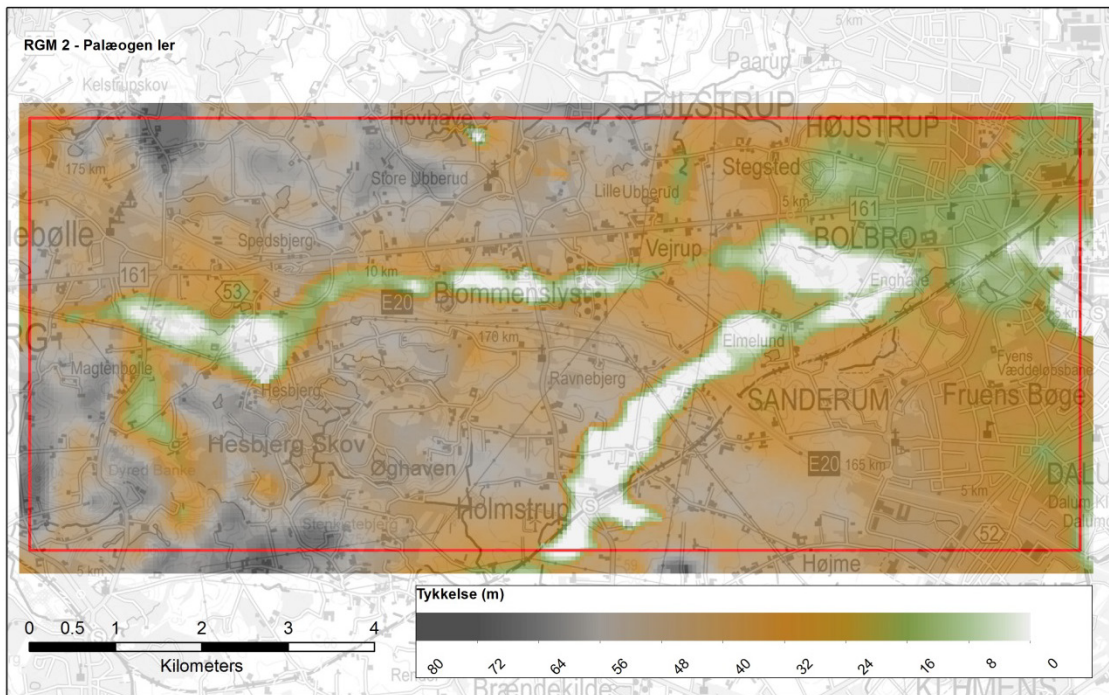 RGM 2 - Palæogen ler
Paarup
Kelstrupskov
EJLSTRUP
Hovhave
HØJSTRUP
175 km
Store Ubberud
Stegsted
Lille Ubberud
5 km
161
lebølle
Spedsbjerg
Vejrup
BOLBRO
161
10 km
53
E20
Blommenslyst
Enghave
170 km
Elmelund
Magtenbølle
Ravnebjerg
Fyens
Væddeløbsbane
Hesbjerg
SANDERUM
Fruens Bøge
Hesbjerg Skov
Øghaven
E20
165 km
Dyred Banke
DALU
5 km
Dalum
Holmstrup
S
52
Højme
5 km
Tykkelse (m)
0 0.5 1 2 3 4
Kilometers
80 72 64 56 48 40 32 24 16 8 0
Brændekilde